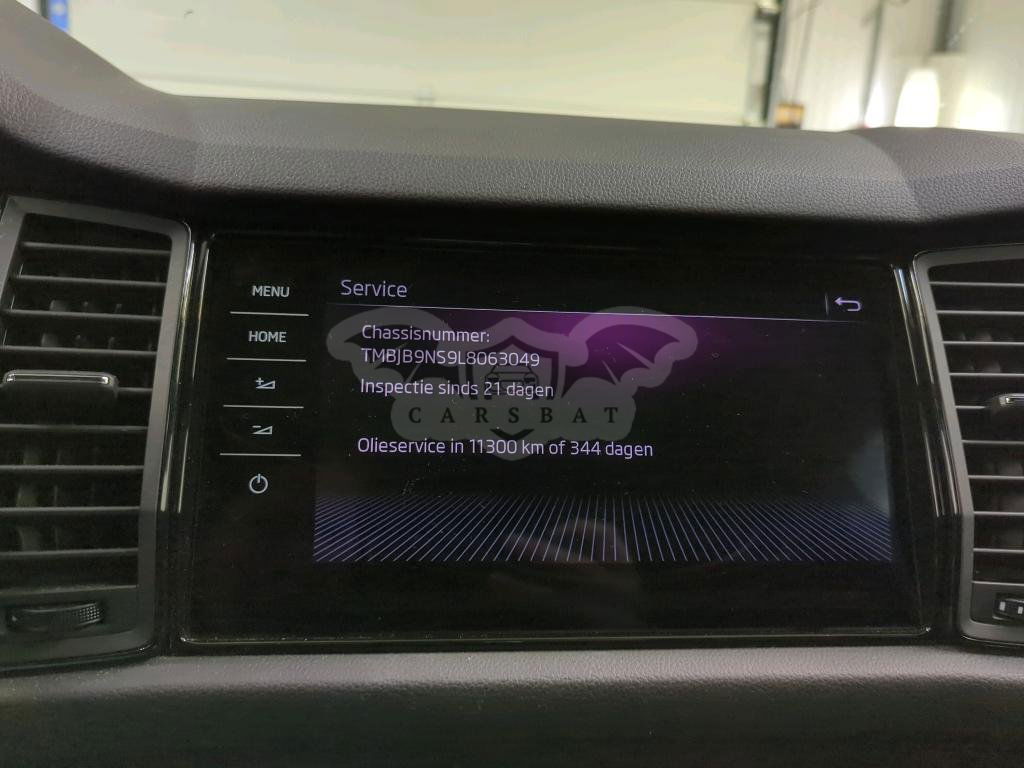 MENU
Service
HOME
Chassisnummer:
TMBJB9NS9L8063049
Inspectie sinds 21 dagen
CARSBAT
Olieservice in 11300 km of 344 dagen